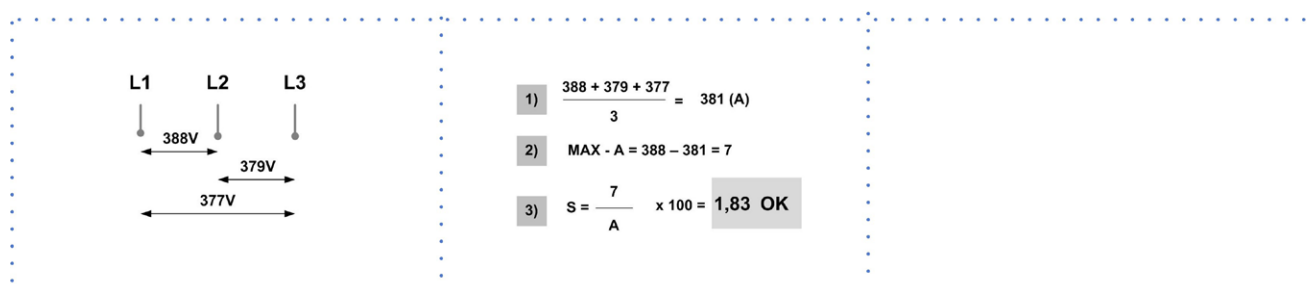 L1 L2 L3
388V
379V
377V
1) 388 + 379 + 377
3
= 381 (A)
2) MAX - A = 388 – 381 = 7
3) S = 7
A
x 100 = 1,83 OK